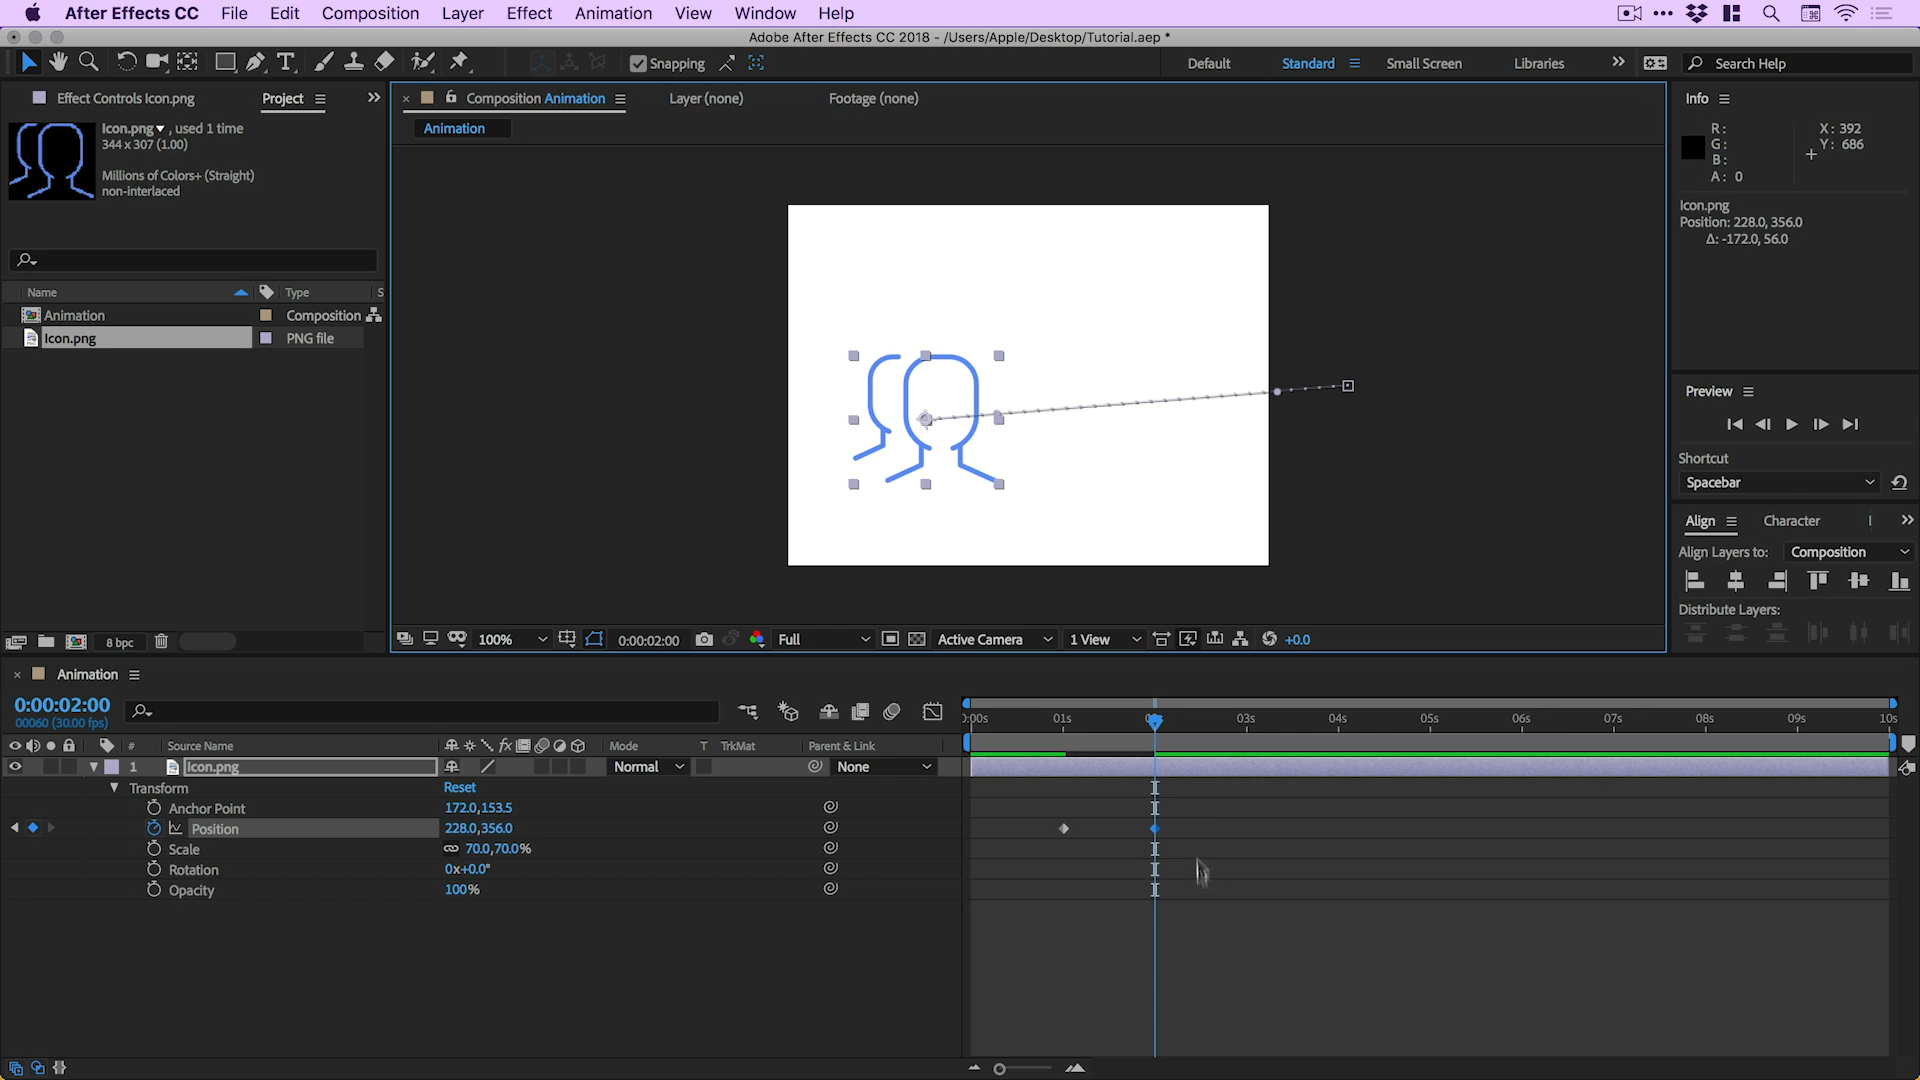 After Effects CC File Edit Composition Layer Effect Animation View Window Help
Adobe After Effects CC 2018 - /Users/Apple/Desktop/Tutorial.aep *
Snapping Default Standard Small Screen Libraries Search Help
Effect Controls Icon.png Project Composition Animation Layer (none) Footage (none) Info
Animation
Icon.png , used 1 time
344 x 307 (1.00)
Millions of Colors+ (Straight)
non-interlaced
R: X: 392
G: Y: 686
B:
A: 0
Icon.png
Position: 228.0, 356.0
Δ: -172.0, 56.0
Name Type S
Animation Composition
Icon.png PNG file
Preview
Shortcut
Spacebar
Align Character
Align Layers to: Composition
Distribute Layers:
8 bpc 100% 0:00:02:00 Full Active Camera 1 View +0.0
Animation
0:00:02:00
00060 (30.00 fps)
0:00s 01s 03s 04s 05s 06s 07s 08s 09s 10s
# Source Name fx Mode T TrkMat Parent & Link
1 Icon.png Normal None
Transform Reset
Anchor Point 172.0,153.5
Position 228.0,356.0
Scale 70.0,70.0%
Rotation 0x+0.0°
Opacity 100%